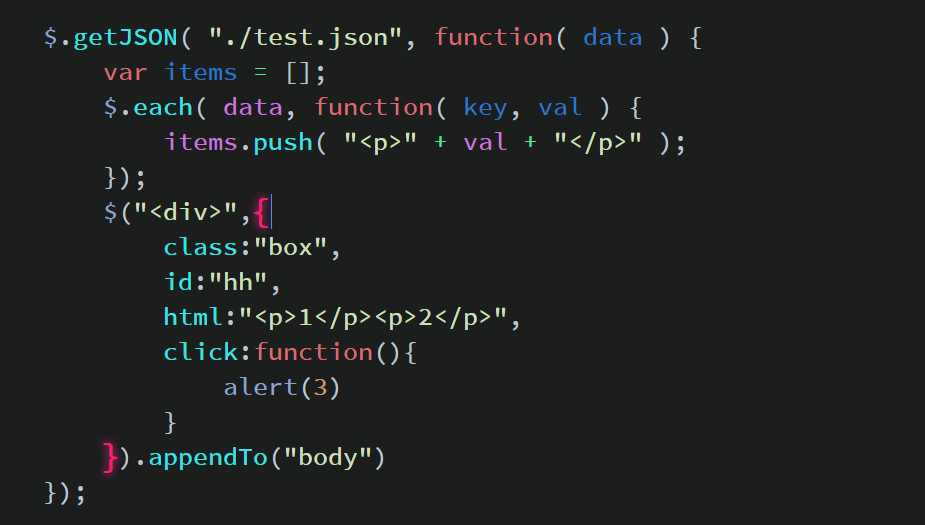 $.getJSON( "./test.json", function( data ) {
    var items = [];
    $.each( data, function( key, val ) {
        items.push( "<p>" + val + "</p>" );
    });
    $("<div>",{
        class:"box",
        id:"hh",
        html:"<p>1</p><p>2</p>",
        click:function(){
            alert(3)
        }
    }).appendTo("body")
});